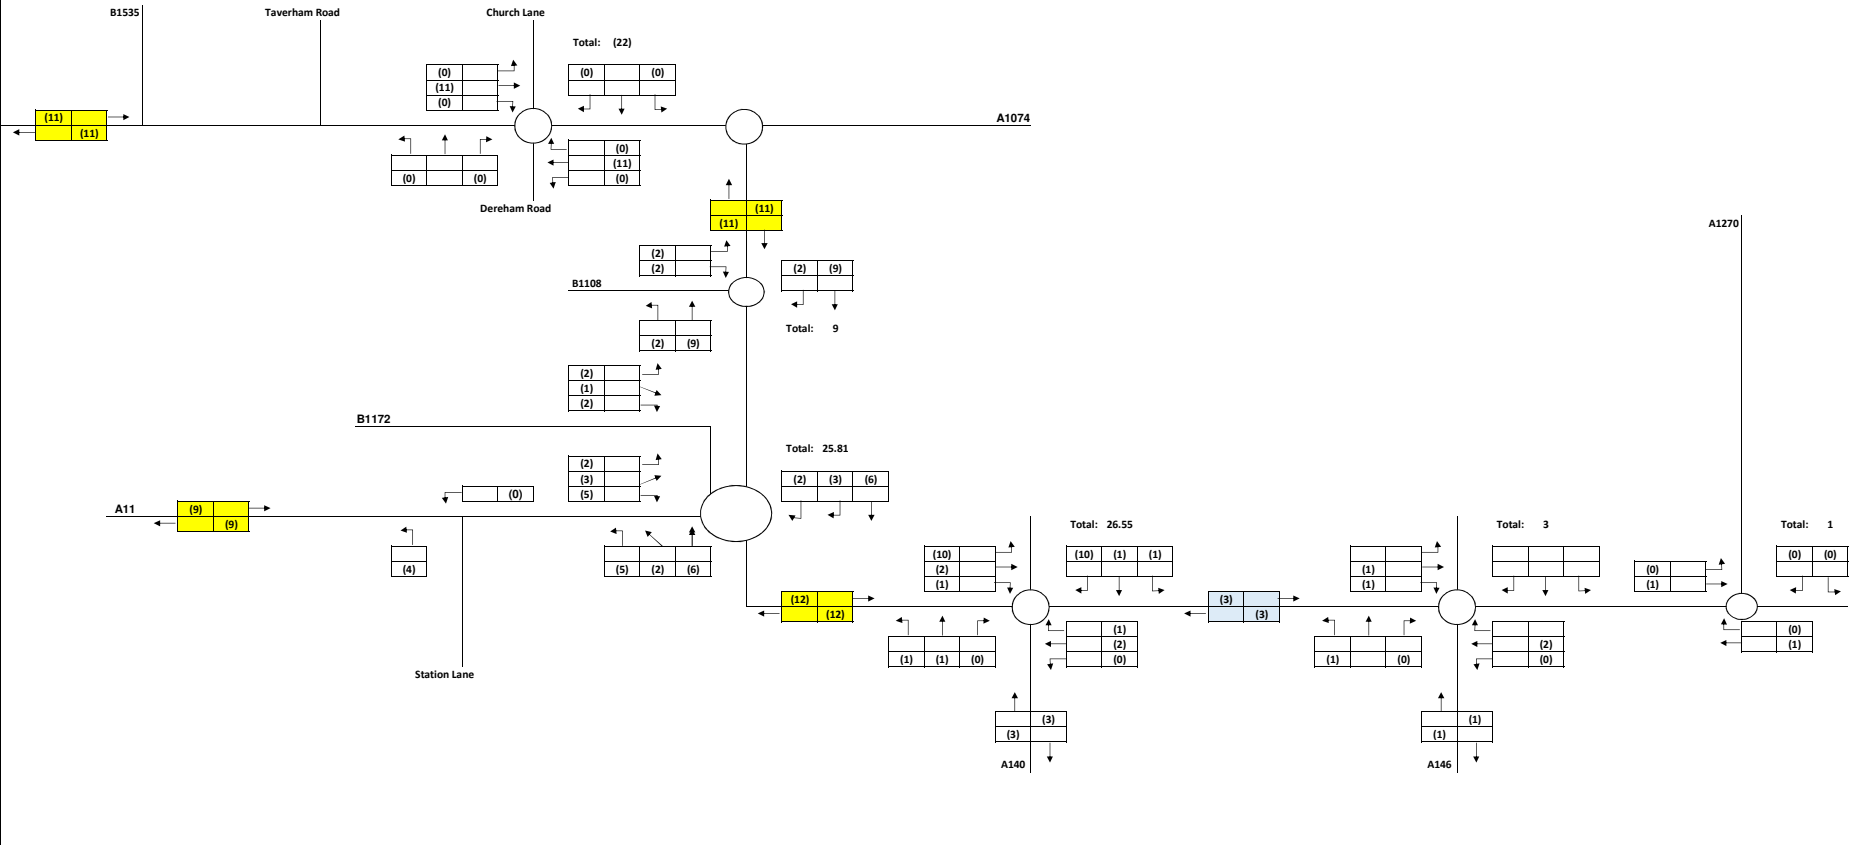 B1535 Taverham Road Church Lane
Total: (22)
(0) (0) (0)
(11)
(0)
(11)
(11)
A1074
(0)
(11)
(0) (0) (0)
Dereham Road
(11)
(11)
A1270
(2)
(2) (2) (9)
B1108
Total: 9
(2) (9)
(2)
(1)
(2)
B1172
Total: 25.81
(2)
(3) (2) (3) (6)
(5)
(0)
A11 (9)
(9)
Total: 26.55 Total: 3 Total: 1
(10) (10) (1) (1) (0) (0)
(4) (5) (2) (6) (2) (1) (0)
(1) (1) (1)
(12) (3)
(12) (3)
(1) (0)
(2) (2) (1)
(1) (1) (0) (0) (1) (0) (0)
Station Lane
(3) (1)
(3) (1)
A140 A146